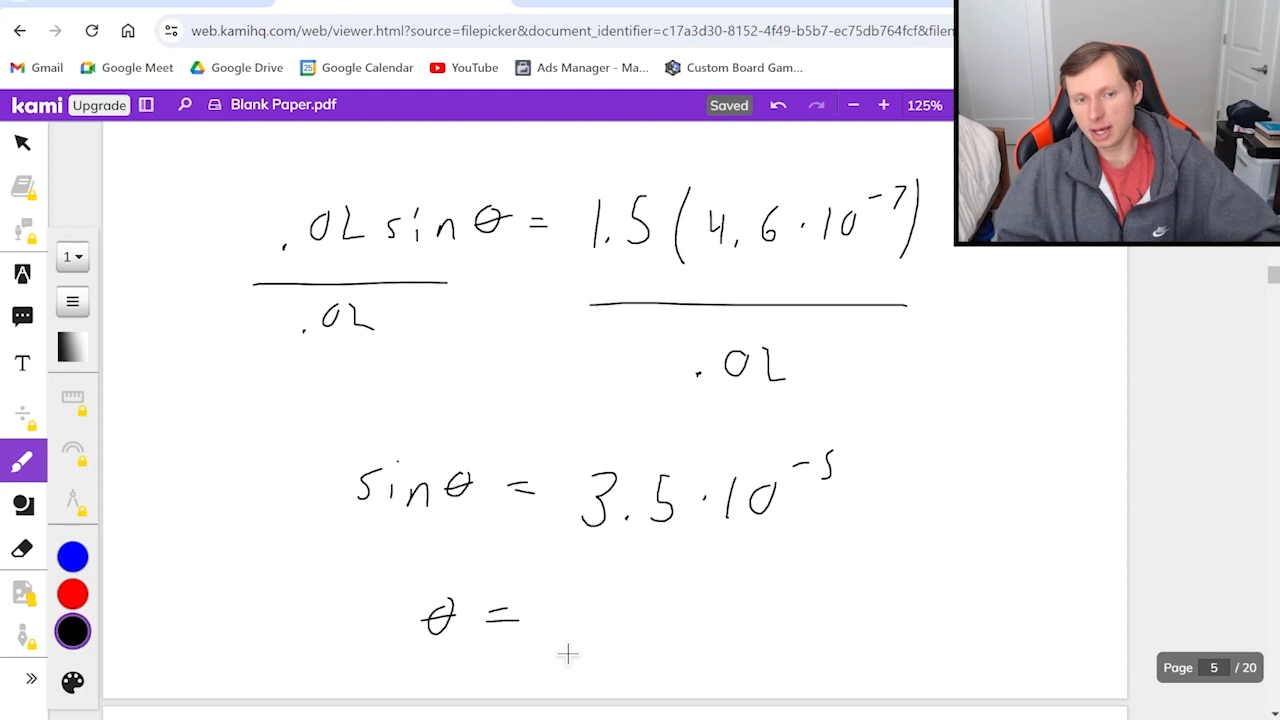 web.kamihq.com/web/viewer.html?source=filepicker&document_identifier=c17a3d30-8152-4f49-b5b7-ec75db764fcf&filen
Gmail Google Meet Google Drive Google Calendar YouTube Ads Manager - Ma... Custom Board Gam...
kami Upgrade Blank Paper.pdf Saved 125%
.02 sin θ = 1.5 (4.6 · 10⁻⁷)
.02 .02
1
T
sin θ = 3.5 · 10⁻⁵
θ =
Page 5 / 20